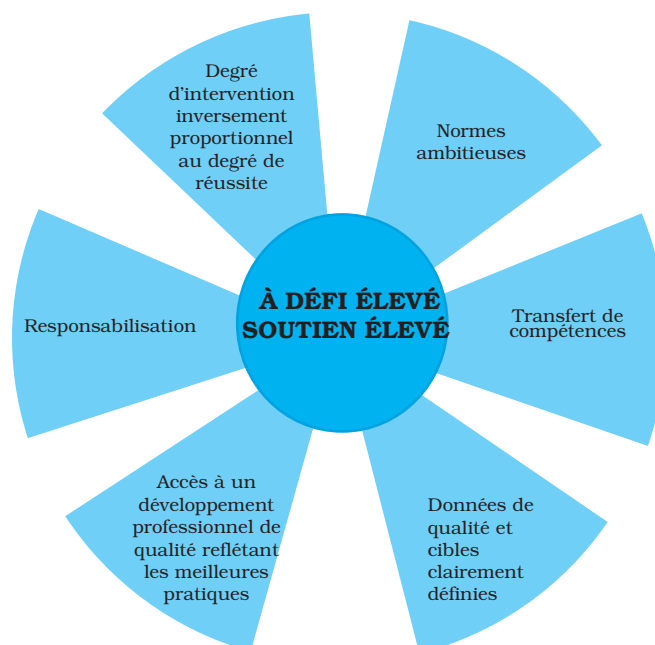 Degré
d'intervention
inversement
proportionnel
au degré de
réussite
Normes
ambitieuses
À DÉFI ÉLEVÉ
SOUTIEN ÉLEVÉ
Responsabilisation
Transfert de
compétences
Accès à un
développement
professionnel de
qualité reflétant
les meilleures
pratiques
Données de
qualité et
cibles
clairement
définies